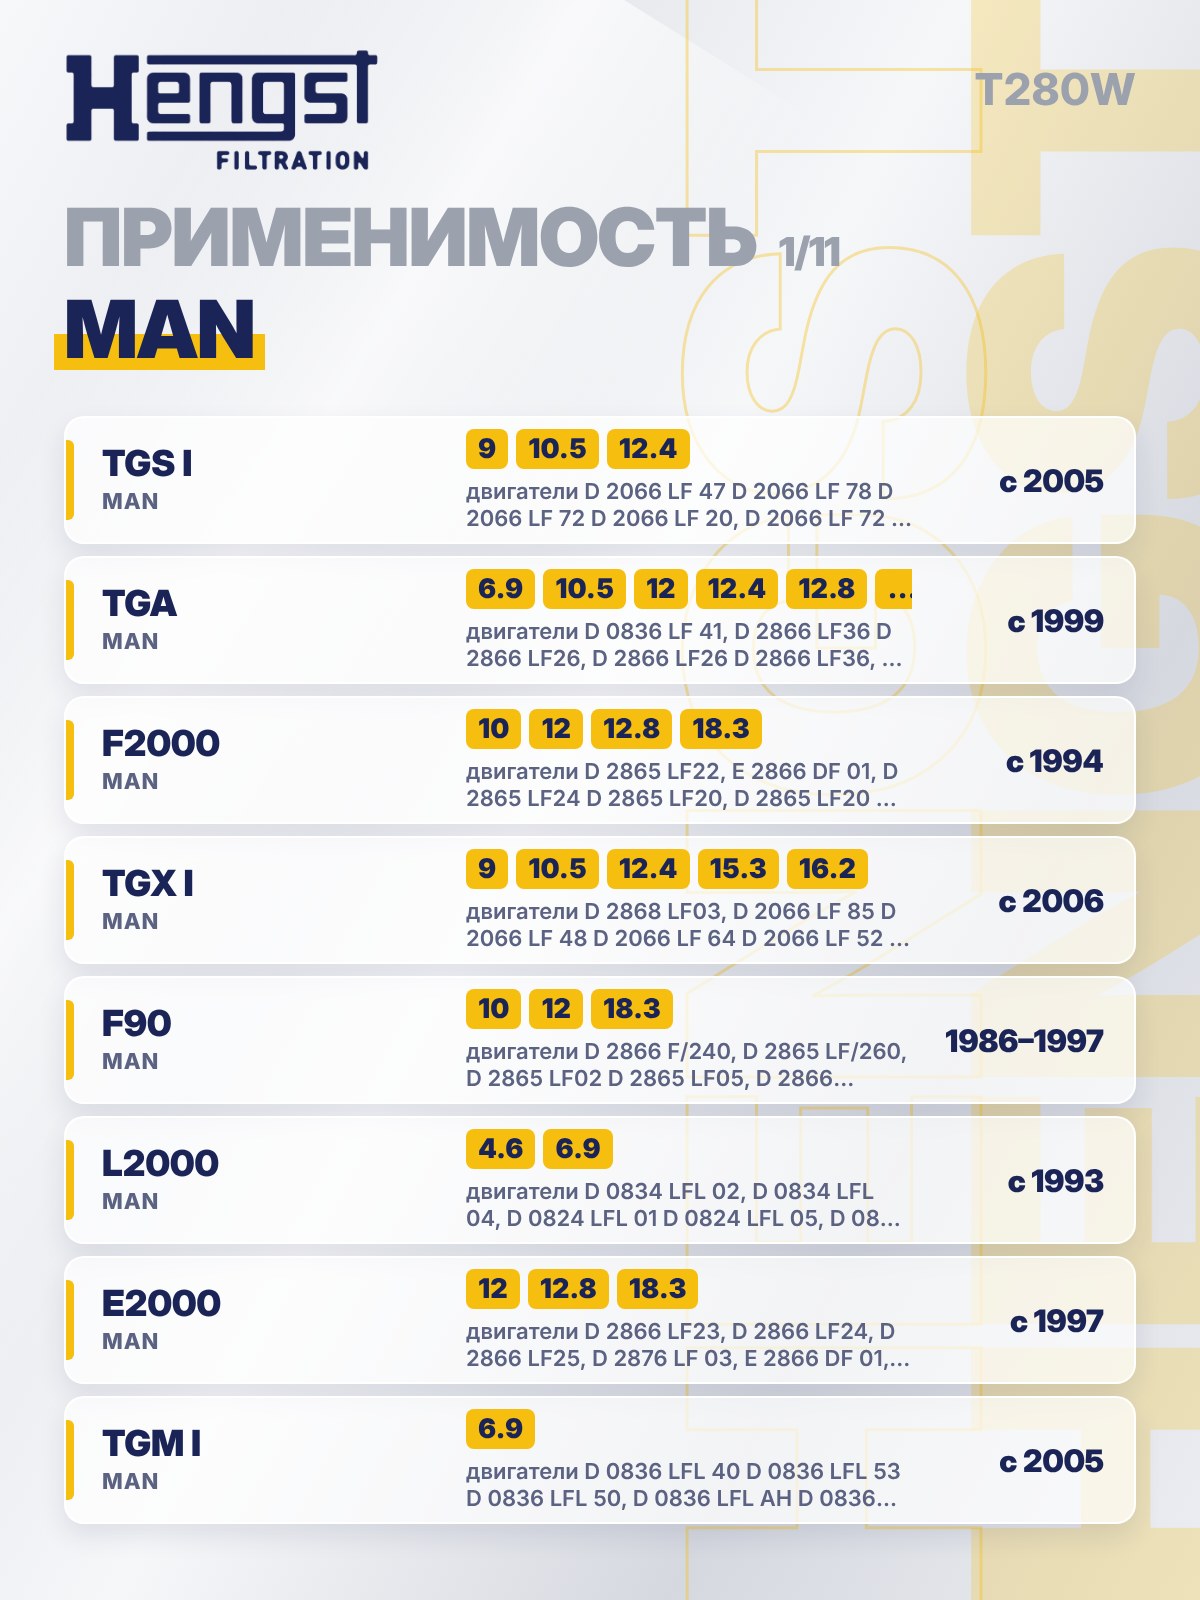 Hengst
FILTRATION
T280W
ПРИМЕНИМОСТЬ 1/11
MAN
TGS I
MAN
9 10.5 12.4
двигатели D 2066 LF 47 D 2066 LF 78 D
2066 LF 72 D 2066 LF 20, D 2066 LF 72 ...
с 2005
TGA
MAN
6.9 10.5 12 12.4 12.8 ...
двигатели D 0836 LF 41, D 2866 LF36 D
2866 LF26, D 2866 LF26 D 2866 LF36, ...
с 1999
F2000
MAN
10 12 12.8 18.3
двигатели D 2865 LF22, E 2866 DF 01, D
2865 LF24 D 2865 LF20, D 2865 LF20 ...
с 1994
TGX I
MAN
9 10.5 12.4 15.3 16.2
двигатели D 2868 LF03, D 2066 LF 85 D
2066 LF 48 D 2066 LF 64 D 2066 LF 52 ...
с 2006
F90
MAN
10 12 18.3
двигатели D 2866 F/240, D 2865 LF/260,
D 2865 LF02 D 2865 LF05, D 2866...
1986–1997
L2000
MAN
4.6 6.9
двигатели D 0834 LFL 02, D 0834 LFL
04, D 0824 LFL 01 D 0824 LFL 05, D 08...
с 1993
E2000
MAN
12 12.8 18.3
двигатели D 2866 LF23, D 2866 LF24, D
2866 LF25, D 2876 LF 03, E 2866 DF 01,...
с 1997
TGM I
MAN
6.9
двигатели D 0836 LFL 40 D 0836 LFL 53
D 0836 LFL 50, D 0836 LFL AH D 0836...
с 2005
HENGST